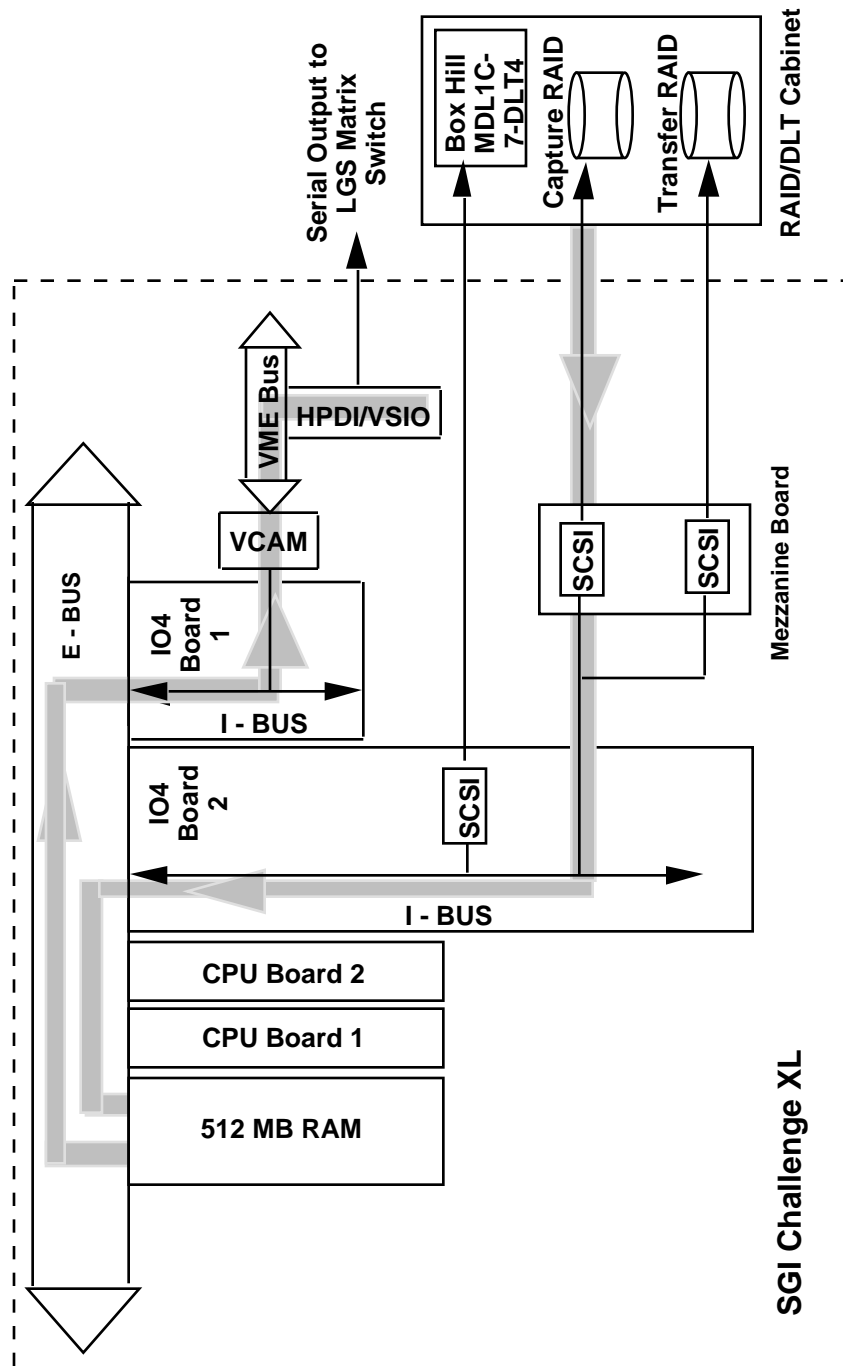 Serial Output to
LGS Matrix
Switch
Box Hill
MDL1C-
7-DLT4
Capture RAID
Transfer RAID
RAID/DLT Cabinet
VME Bus
HPDI/VSIO
VCAM
E - BUS
IO4
Board
1
I - BUS
SCSI
SCSI
Mezzanine Board
IO4
Board
2
SCSI
I - BUS
CPU Board 2
CPU Board 1
512 MB RAM
SGI Challenge XL